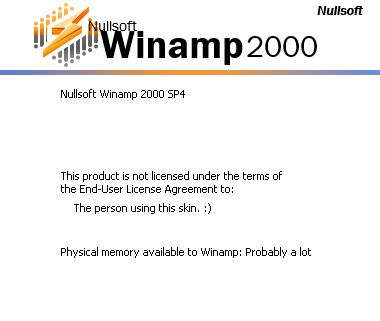 Nullsoft
Nullsoft
Winamp 2000
Nullsoft Winamp 2000 SP4
This product is not licensed under the terms of
the End-User License Agreement to:
The person using this skin. :)
Physical memory available to Winamp: Probably a lot